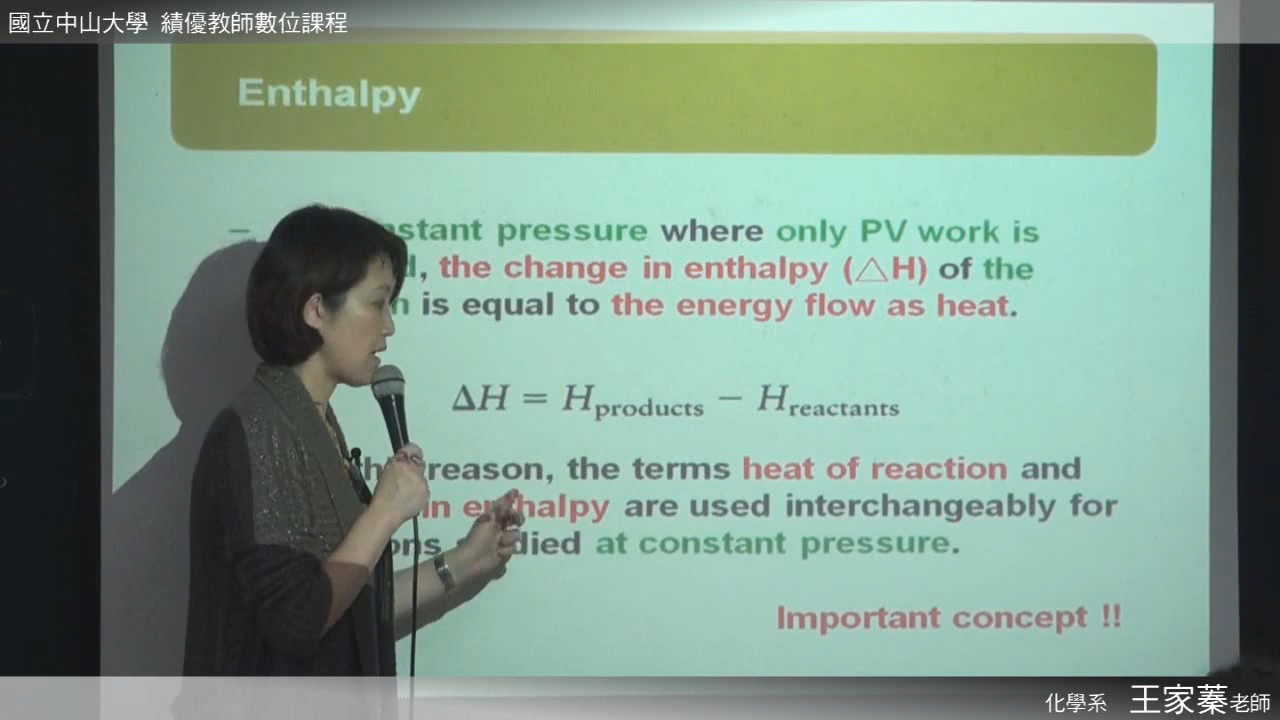 國立中山大學 績優教師數位課程
Enthalpy
– nstant pressure where only PV work is
, the change in enthalpy (△H) of the
is equal to the energy flow as heat.
ΔH = Hproducts − Hreactants
reason, the terms heat of reaction and
in enthalpy are used interchangeably for
at constant pressure.
Important concept !!
化學系 王家蓁老師